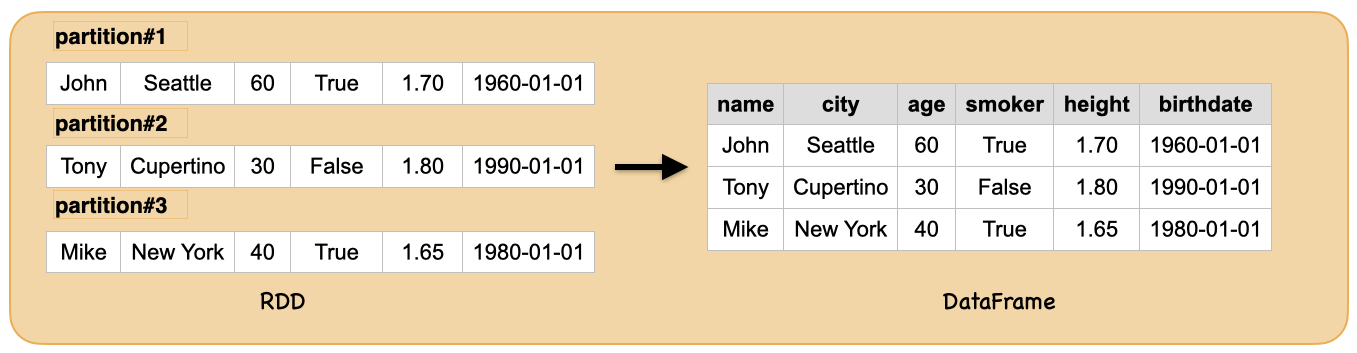 partition#1
John Seattle 60 True 1.70 1960-01-01
partition#2
Tony Cupertino 30 False 1.80 1990-01-01
partition#3
Mike New York 40 True 1.65 1980-01-01
RDD
name city age smoker height birthdate
John Seattle 60 True 1.70 1960-01-01
Tony Cupertino 30 False 1.80 1990-01-01
Mike New York 40 True 1.65 1980-01-01
DataFrame